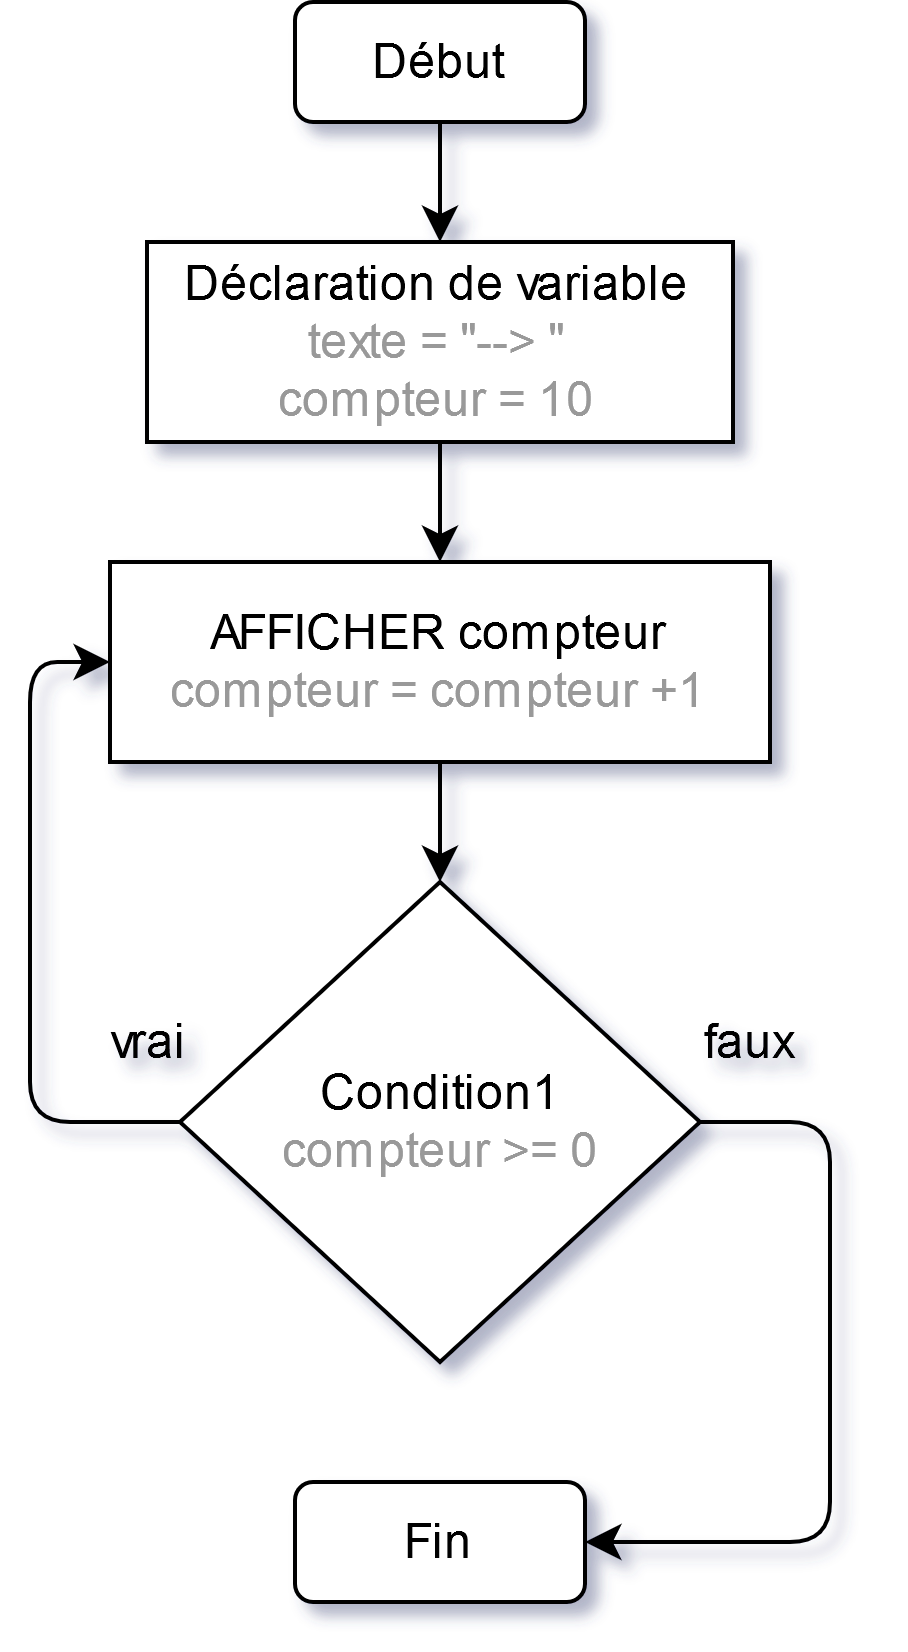 Début
Déclaration de variable
texte = "--> "
compteur = 10
AFFICHER compteur
compteur = compteur +1
vrai
faux
Condition1
compteur >= 0
Fin